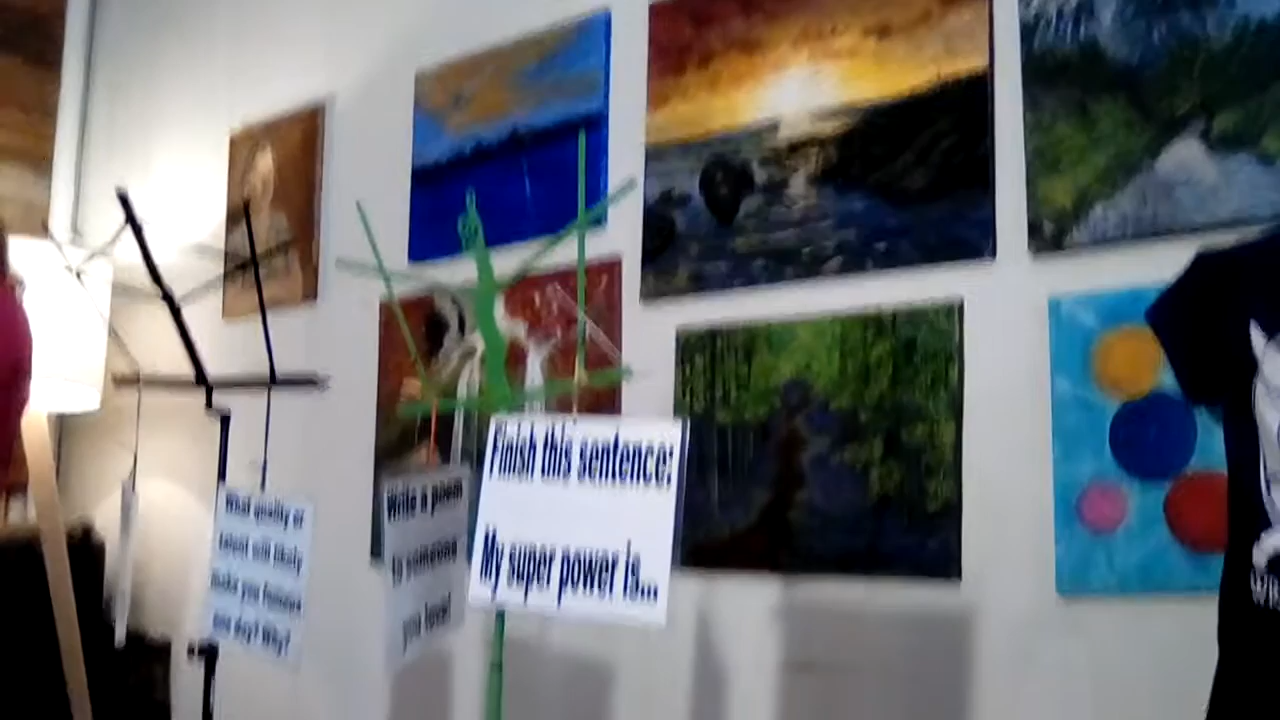 What quality or
talent will likely
make you famous
one day? Why?
Write a poem
to someone
you love!
Finish this sentence:
My super power is...